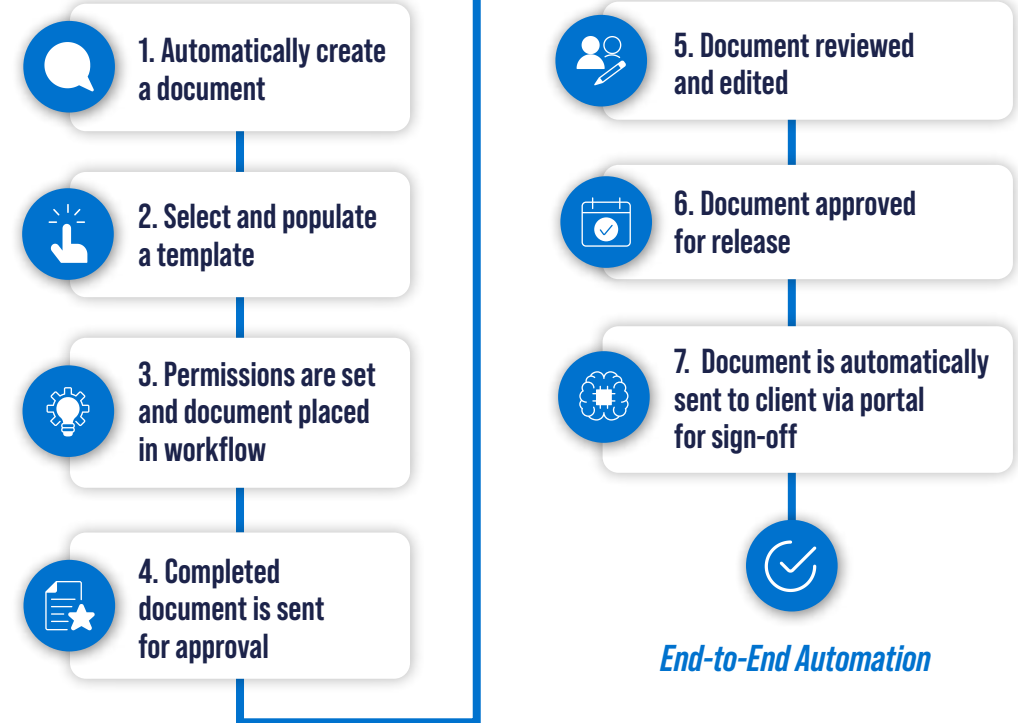 1. Automatically create
a document
2. Select and populate
a template
3. Permissions are set
and document placed
in workflow
4. Completed
document is sent
for approval
5. Document reviewed
and edited
6. Document approved
for release
7. Document is automatically
sent to client via portal
for sign-off
End-to-End Automation